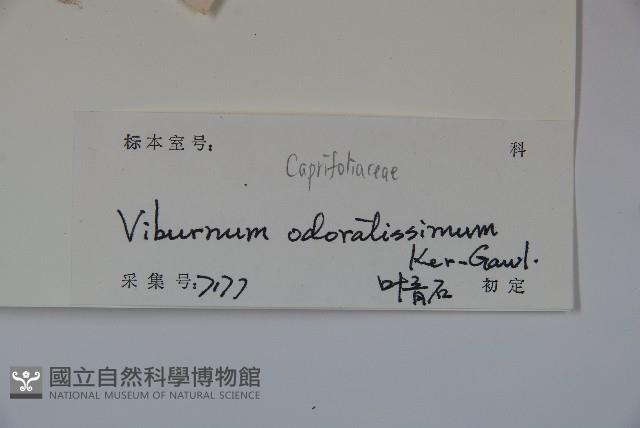 标本室号:
科
Caprifoliaceae
Viburnum odoratissimum
Ker-Gawl.
采集号:7177
叶青石 初定
國立自然科學博物館
NATIONAL MUSEUM OF NATURAL SCIENCE